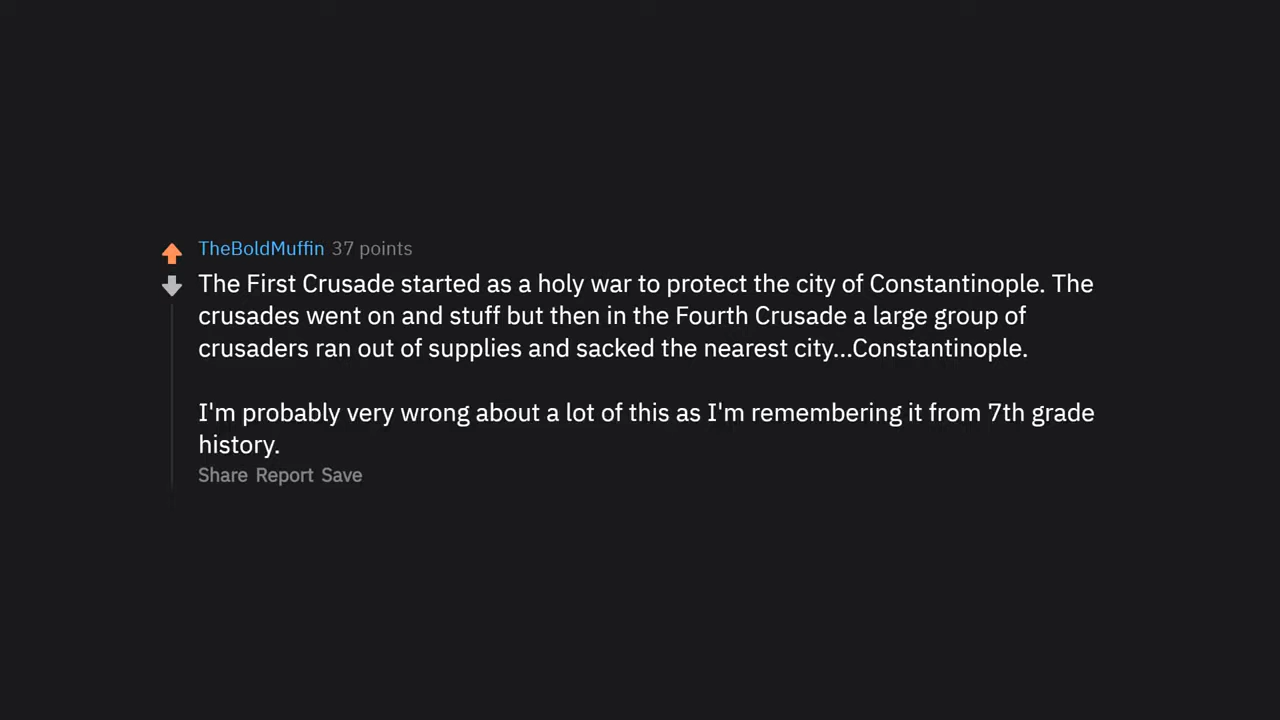 TheBoldMuffin 37 points
The First Crusade started as a holy war to protect the city of Constantinople. The
crusades went on and stuff but then in the Fourth Crusade a large group of
crusaders ran out of supplies and sacked the nearest city...Constantinople.
I'm probably very wrong about a lot of this as I'm remembering it from 7th grade
history.
Share Report Save